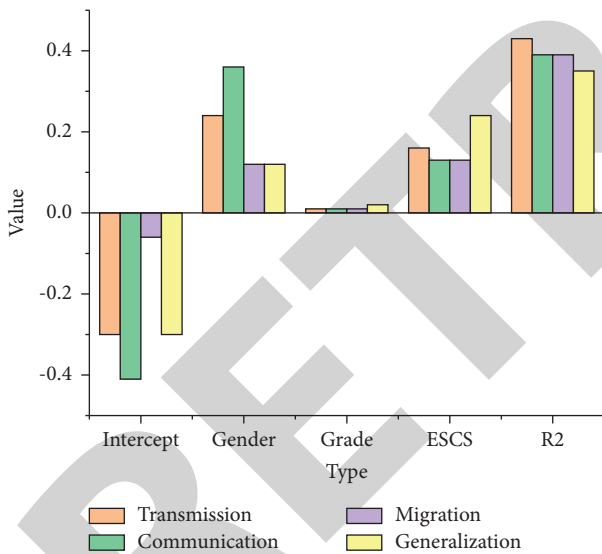 0.4
0.2
0.0
-0.2
-0.4
Value
Intercept Gender Grade ESCS R2
Type
Transmission Migration
Communication Generalization